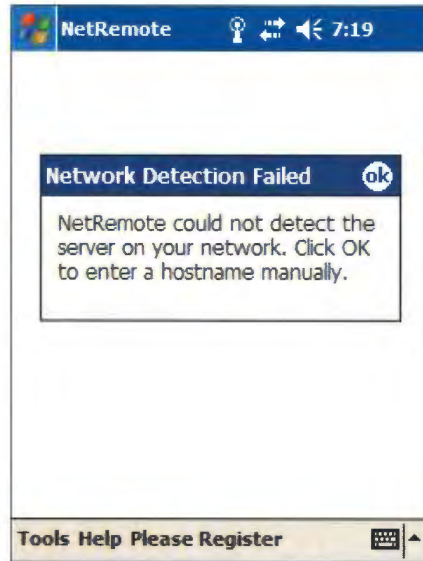 NetRemote 7:19
Network Detection Failed ok
NetRemote could not detect the
server on your network. Click OK
to enter a hostname manually.
Tools Help Please Register